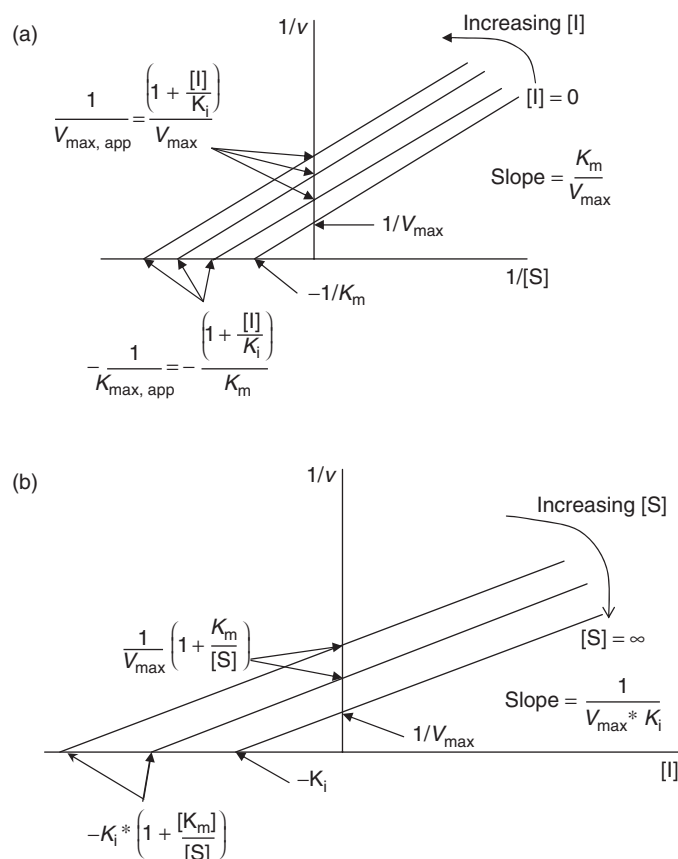 (a)
1/v
Increasing [I]
[I] = 0
1/V_max, app = (1 + [I]/K_i)/V_max
Slope = K_m/V_max
1/V_max
1/[S]
−1/K_m
−1/K_max, app = −(1 + [I]/K_i)/K_m
(b)
1/v
Increasing [S]
1/V_max (1 + K_m/[S])
[S] = ∞
Slope = 1/(V_max* K_i)
1/V_max
−K_i
[I]
−K_i* (1 + [K_m]/[S])